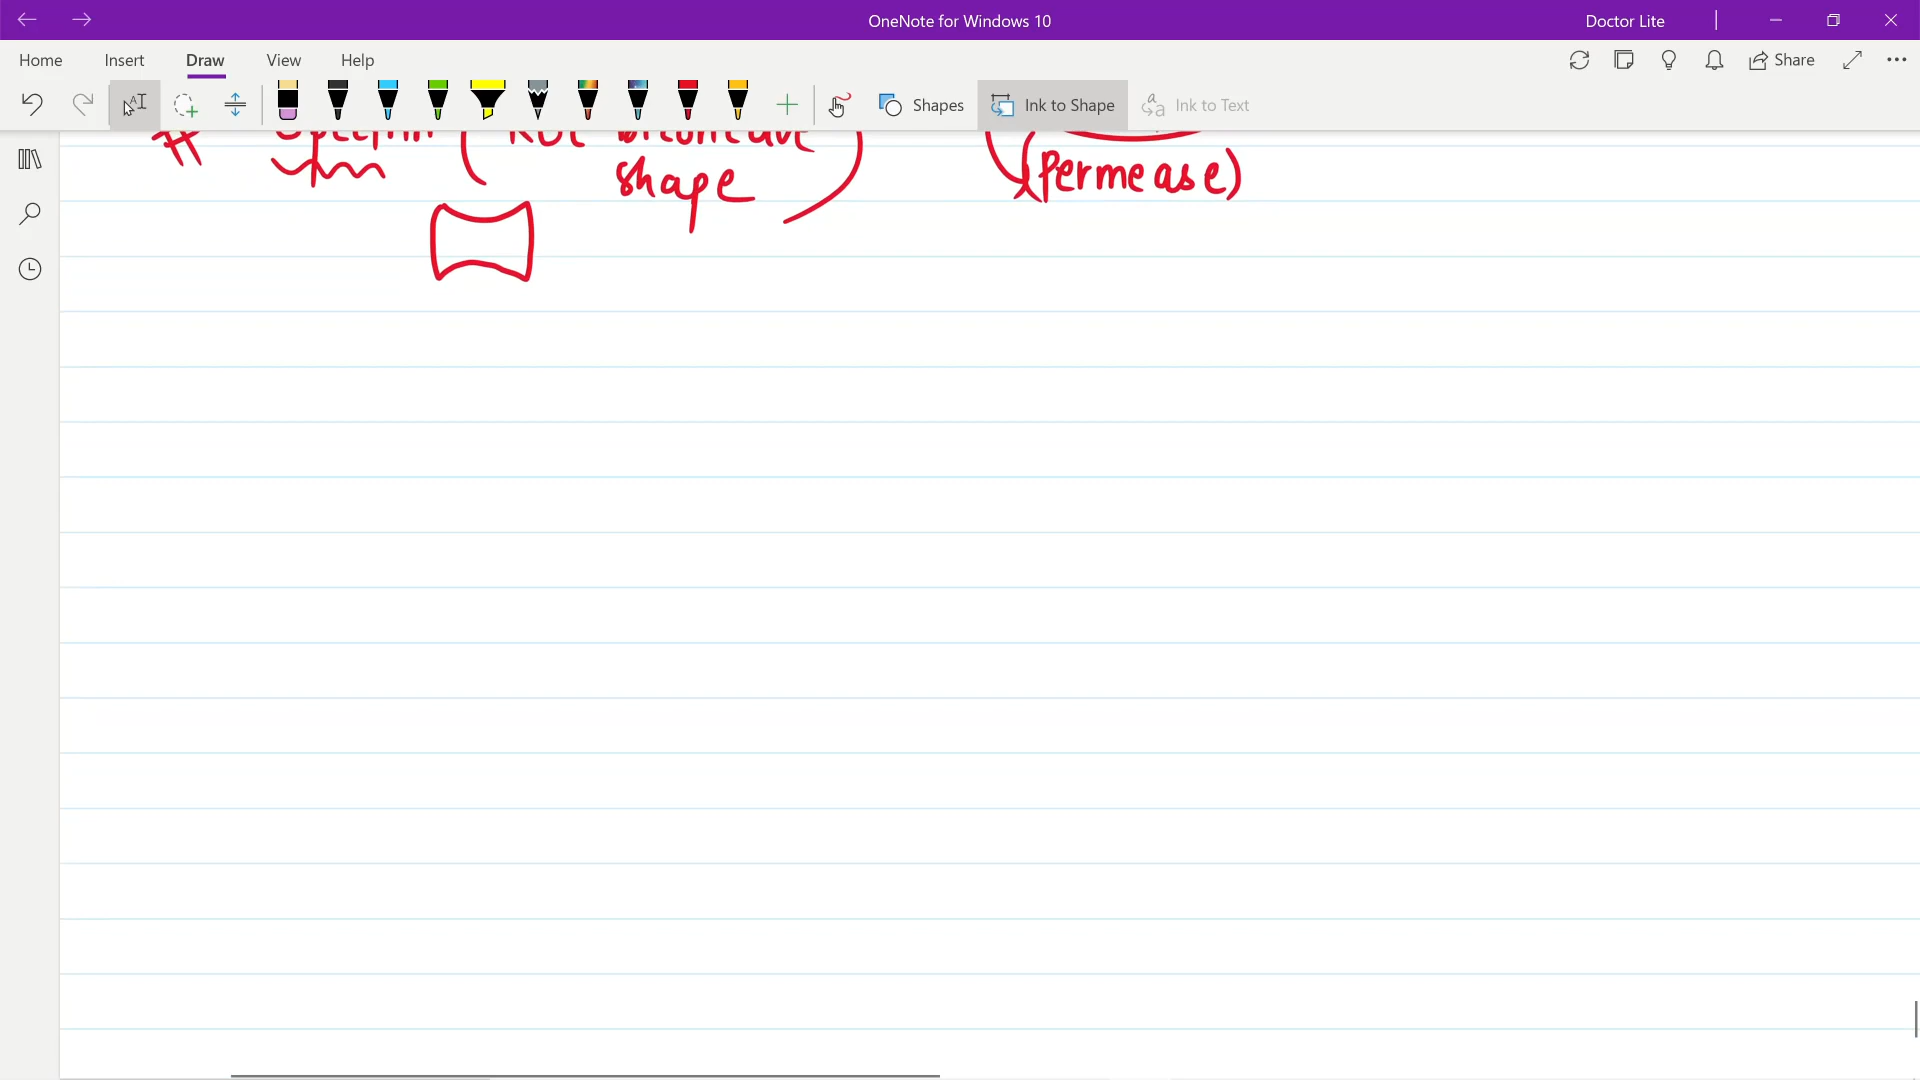 OneNote for Windows 10
Doctor Lite
Home Insert Draw View Help
Share
Shapes
Ink to Shape
Ink to Text
shape
(Permease)